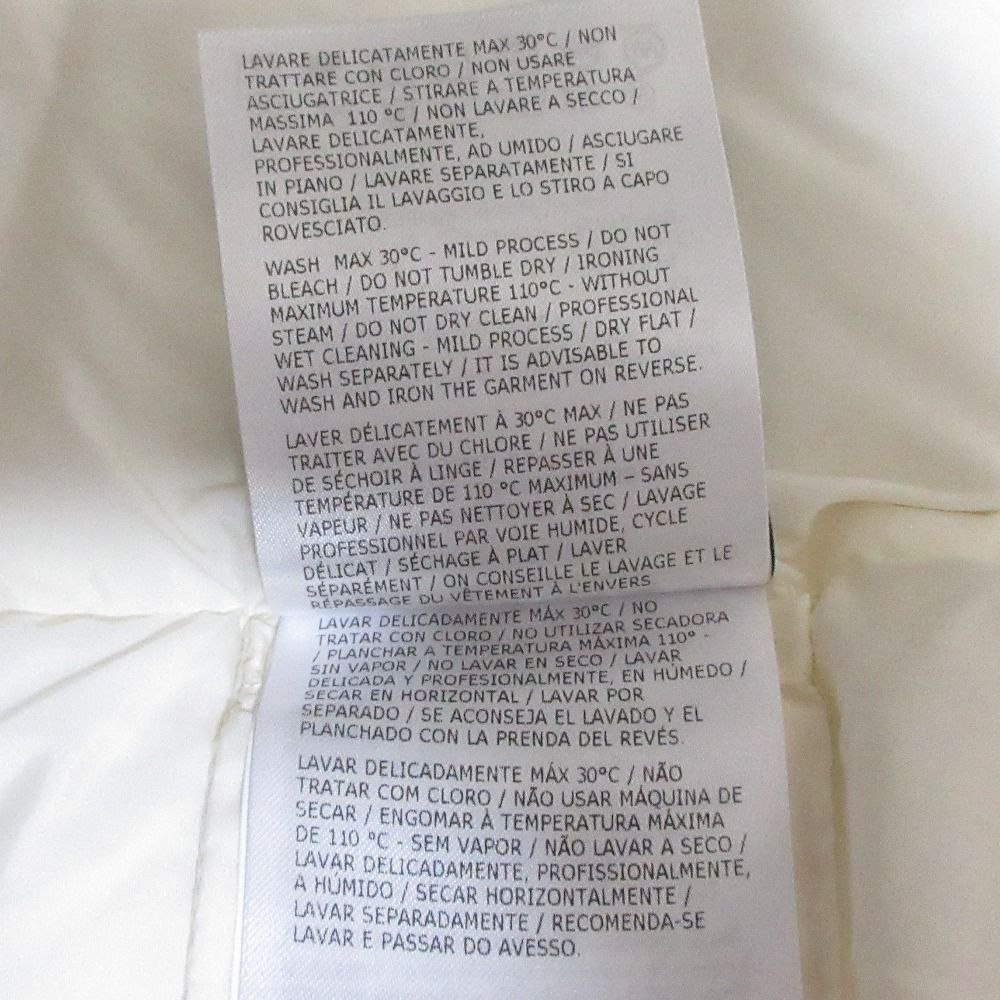 LAVARE DELICATAMENTE MAX 30°C / NON
TRATTARE CON CLORO / NON USARE
ASCIUGATRICE / STIRARE A TEMPERATURA
MASSIMA 110 °C / NON LAVARE A SECCO /
LAVARE DELICATAMENTE,
PROFESSIONALMENTE, AD UMIDO / ASCIUGARE
IN PIANO / LAVARE SEPARATAMENTE / SI
CONSIGLIA IL LAVAGGIO E LO STIRO A CAPO
ROVESCIATO.
WASH MAX 30°C - MILD PROCESS / DO NOT
BLEACH / DO NOT TUMBLE DRY / IRONING
MAXIMUM TEMPERATURE 110°C - WITHOUT
STEAM / DO NOT DRY CLEAN / PROFESSIONAL
WET CLEANING - MILD PROCESS / DRY FLAT /
WASH SEPARATELY / IT IS ADVISABLE TO
WASH AND IRON THE GARMENT ON REVERSE.
LAVER DÉLICATEMENT À 30°C MAX / NE PAS
TRAITER AVEC DU CHLORE / NE PAS UTILISER
DE SÉCHOIR À LINGE / REPASSER À UNE
TEMPÉRATURE DE 110 °C MAXIMUM – SANS
VAPEUR / NE PAS NETTOYER À SEC / LAVAGE
PROFESSIONNEL PAR VOIE HUMIDE, CYCLE
DÉLICAT / SÉCHAGE À PLAT / LAVER
SÉPARÉMENT / ON CONSEILLE LE LAVAGE ET LE
RÉPASSAGE DU VÊTEMENT À L'ENVERS
LAVAR DELICADAMENTE MÁX 30°C / NO
TRATAR CON CLORO / NO UTILIZAR SECADORA
/ PLANCHAR A TEMPERATURA MÁXIMA 110° -
SIN VAPOR / NO LAVAR EN SECO / LAVAR
DELICADA Y PROFESIONALMENTE, EN HÚMEDO /
SECAR EN HORIZONTAL / LAVAR POR
SEPARADO / SE ACONSEJA EL LAVADO Y EL
PLANCHADO CON LA PRENDA DEL REVÉS.
LAVAR DELICADAMENTE MÁX 30°C / NÃO
TRATAR COM CLORO / NÃO USAR MÁQUINA DE
SECAR / ENGOMAR À TEMPERATURA MÁXIMA
DE 110 °C - SEM VAPOR / NÃO LAVAR A SECO /
LAVAR DELICADAMENTE, PROFISSIONALMENTE,
A HÚMIDO / SECAR HORIZONTALMENTE /
LAVAR SEPARADAMENTE / RECOMENDA-SE
LAVAR E PASSAR DO AVESSO.